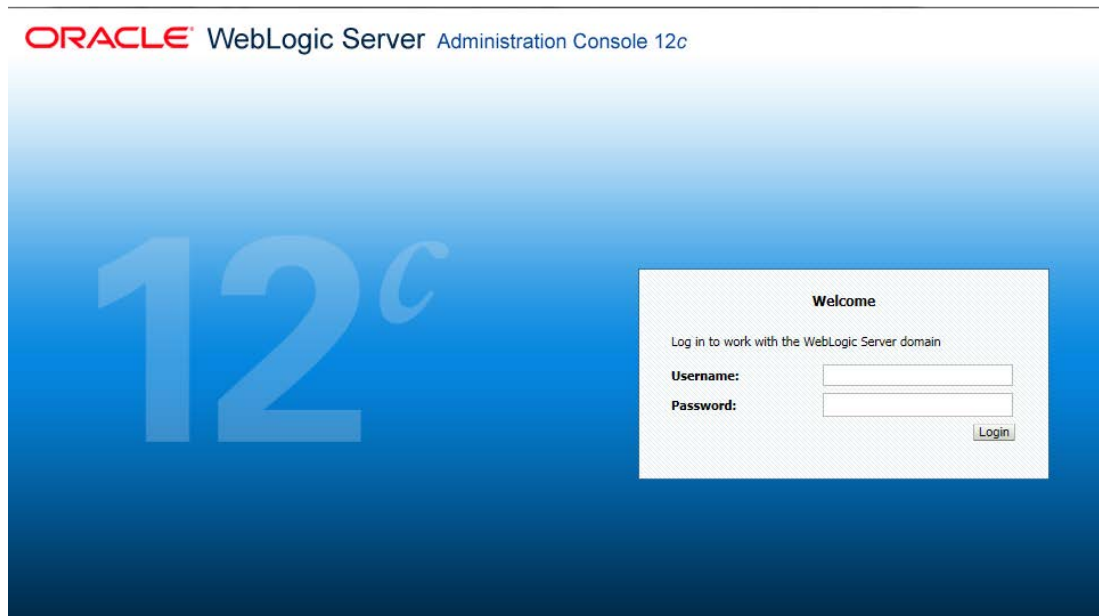 ORACLE WebLogic Server Administration Console 12c
12c
Welcome
Log in to work with the WebLogic Server domain
Username:
Password:
Login